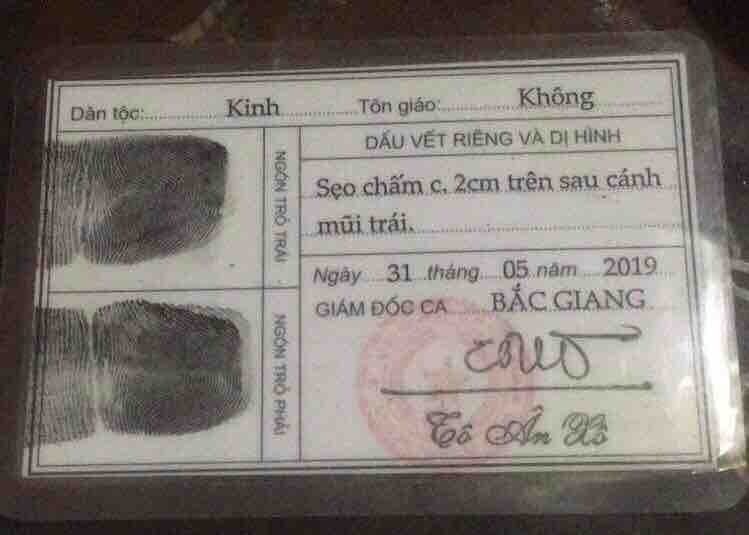 Dân tộc: Kinh Tôn giáo: Không
NGÓN TRỎ TRÁI
NGÓN TRỎ PHẢI
DẤU VẾT RIÊNG VÀ DỊ HÌNH
Sẹo chấm c. 2cm trên sau cánh
mũi trái.
Ngày 31 tháng 05 năm 2019
GIÁM ĐỐC CA BẮC GIANG
Tô Ân Xô